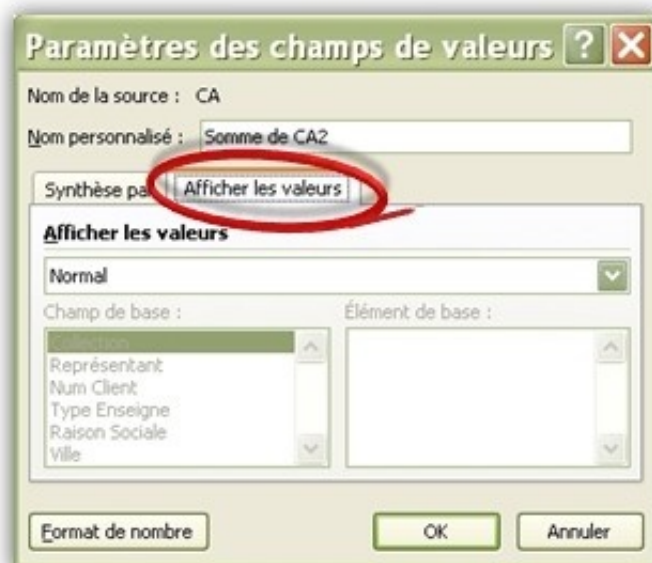 Paramètres des champs de valeurs
Nom de la source : CA
Nom personnalisé : Somme de CA2
Synthèse pa Afficher les valeurs
Afficher les valeurs
Normal
Champ de base : Élément de base :
Collection
Représentant
Num Client
Type Enseigne
Raison Sociale
Ville
Format de nombre OK Annuler